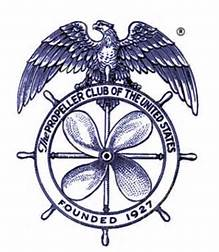 ®
The PROPELLER CLUB OF THE UNITED STATES
FOUNDED 1927